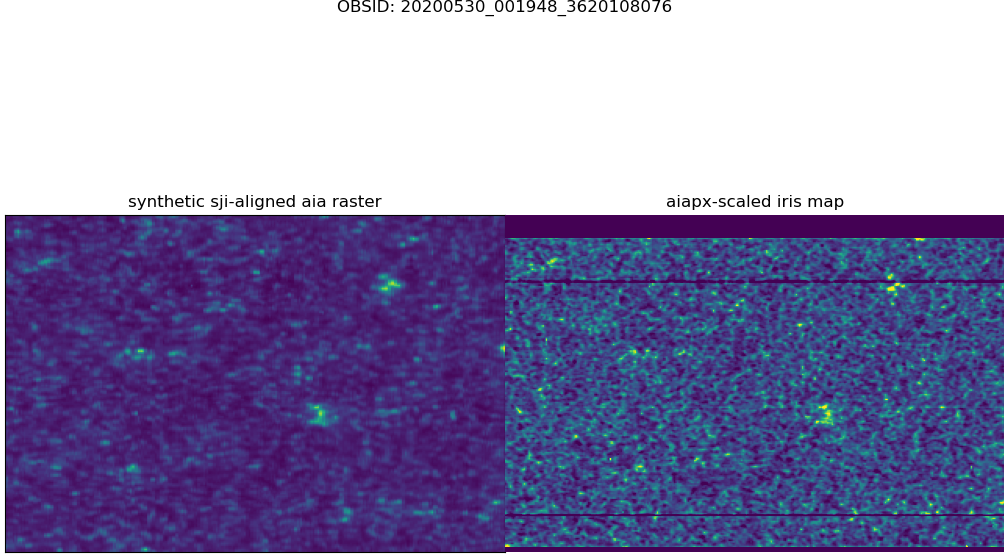 OBSID: 20200530_001948_3620108076
synthetic sji-aligned aia raster
aiapx-scaled iris map